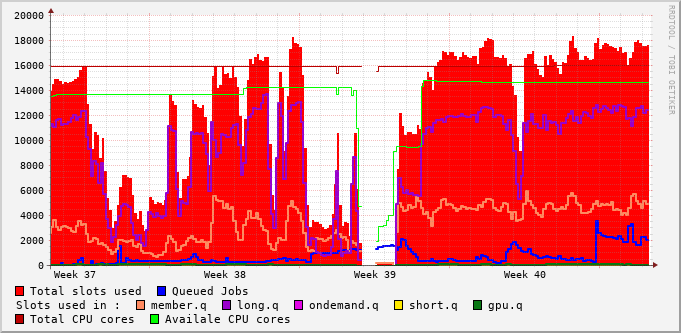 20000
18000
16000
14000
12000
10000
8000
6000
4000
2000
0
Week 37 Week 38 Week 39 Week 40
RRDTOOL / TOBI OETIKER
Total slots used Queued Jobs
Slots used in : member.q long.q ondemand.q short.q gpu.q
Total CPU cores Availale CPU cores